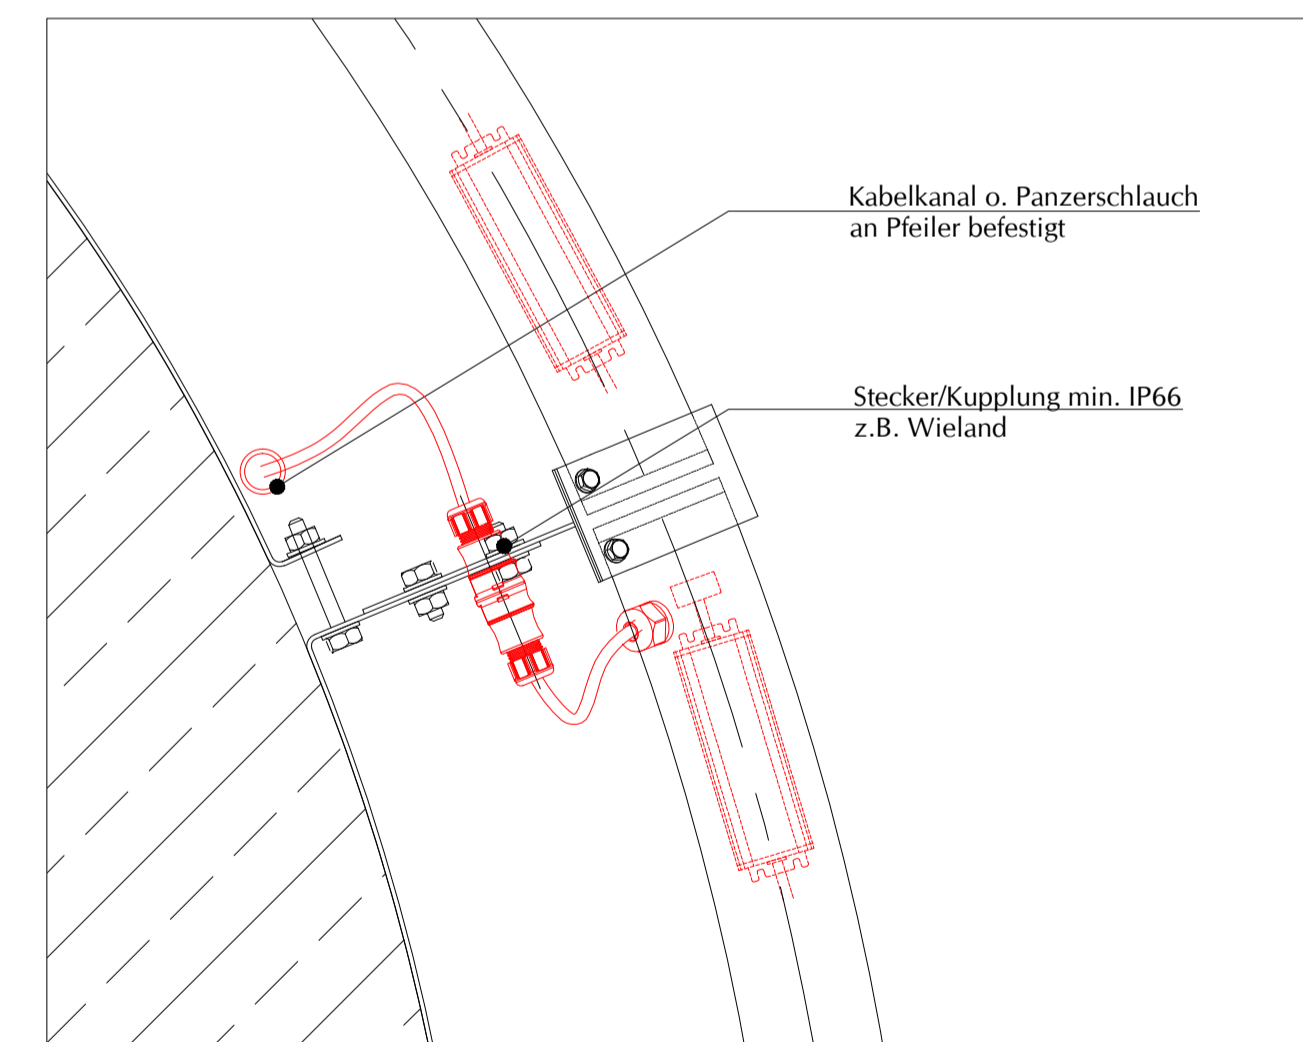 Kabelkanal o. Panzerschlauch
an Pfeiler befestigt
Stecker/Kupplung min. IP66
z.B. Wieland